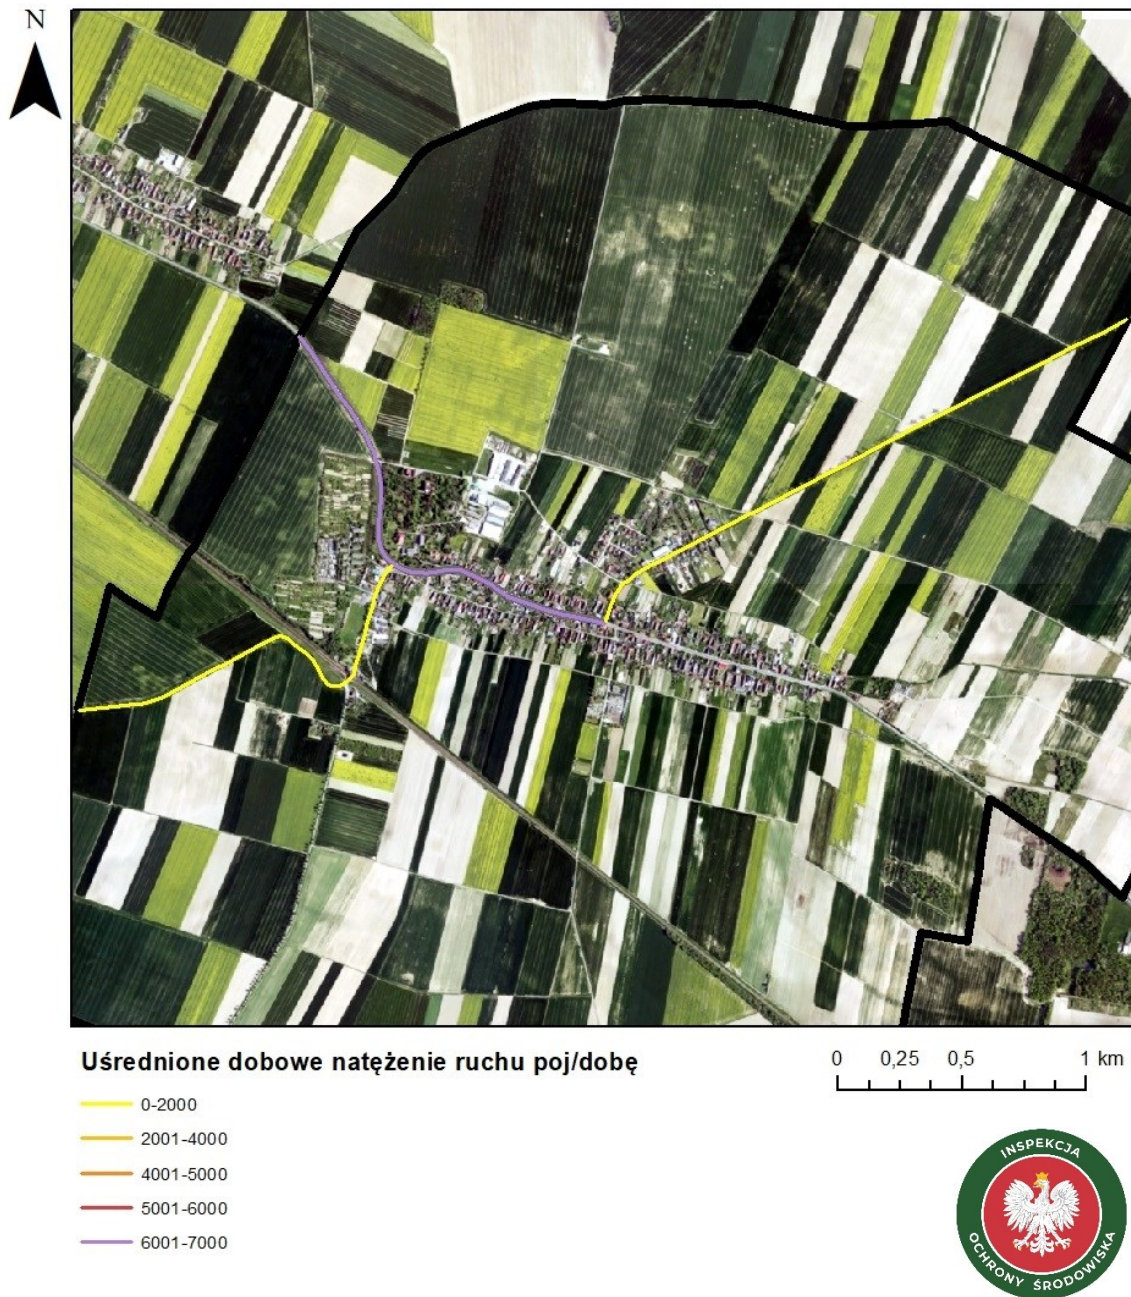 N
Uśrednione dobowe natężenie ruchu poj/dobę
0-2000
2001-4000
4001-5000
5001-6000
6001-7000
0 0,25 0,5 1 km
INSPEKCJA
OCHRONY ŚRODOWISKA